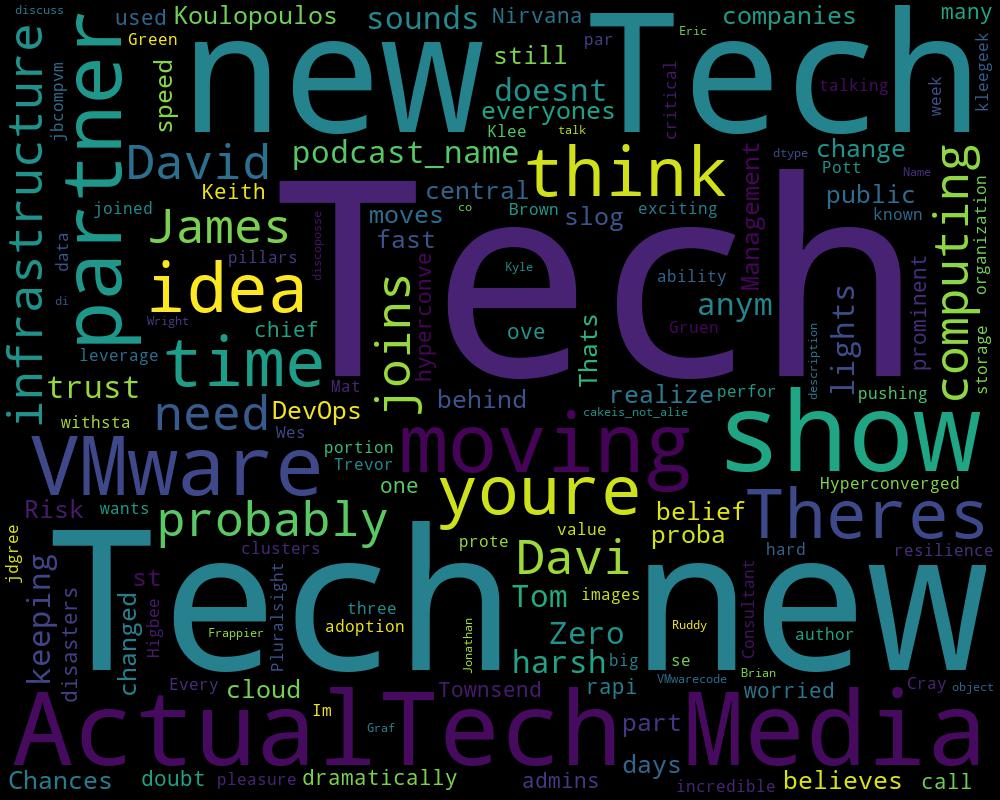 discuss
used
Koulopoulos
sounds
Nirvana
companies
many
Green
new
Tech
par
Eric
still
infrastructure
partner
jbcompvm
speed
doesnt
critical
talking
week
kleegeek
everyones
Klee
talk
David
podcast_name
think
dtype
change
Pott
Name
Keith
central
public
known
computing
organization
joined
James
Tech
moves
co
Brown
slog
exciting
Management
fast
discoposse
data
pillars
hyperconve
Kyle
ability
anym
prominent
di
idea
Wright
chief
joins
ove
Thats
Gruen
description
lights
storage
leverage
time
trust
Mat
behind
realize
perfor
pushing
withsta
need
DevOps
cakeis_not_alie
Wes
portion
moving
show
VMware
Trevor
one
youre
Hyperconverged
Risk
wants
probably
value
belief
Theres
proba
jdgree
clusters
prote
Davi
hard
resilience
keeping
disasters
Tech
st
changed
Higbee
Pluralsight
three
adoption
Frappier
Jonathan
Tom
images
new
Consultant
Zero
Ruddy
author
harsh
big
se
Brian
VMwarecode
Every
cloud
Townsend
rapi
worried
Cray
object
Im
Graf
ActualTech
Media
part
days
Chances
doubt
pleasure
dramatically
admins
incredible
believes
call